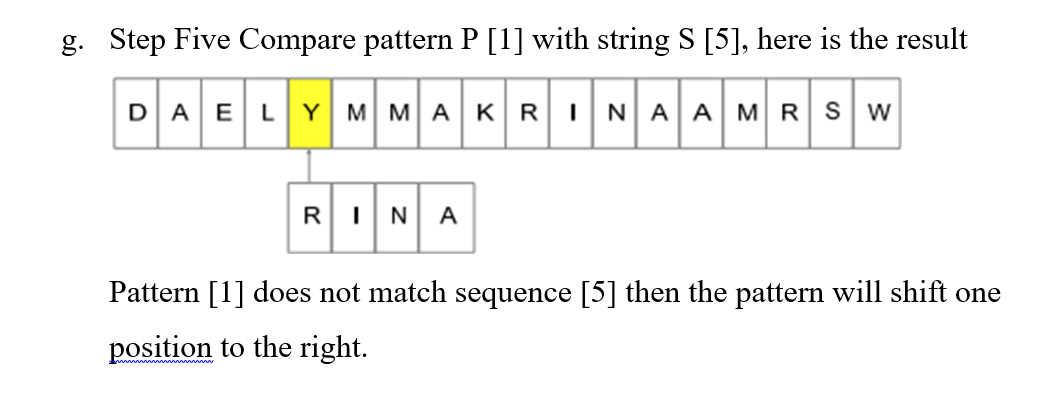 g. Step Five Compare pattern P [1] with string S [5], here is the result
D A E L Y M M A K R I N A A M R S W
R I N A
Pattern [1] does not match sequence [5] then the pattern will shift one
position to the right.